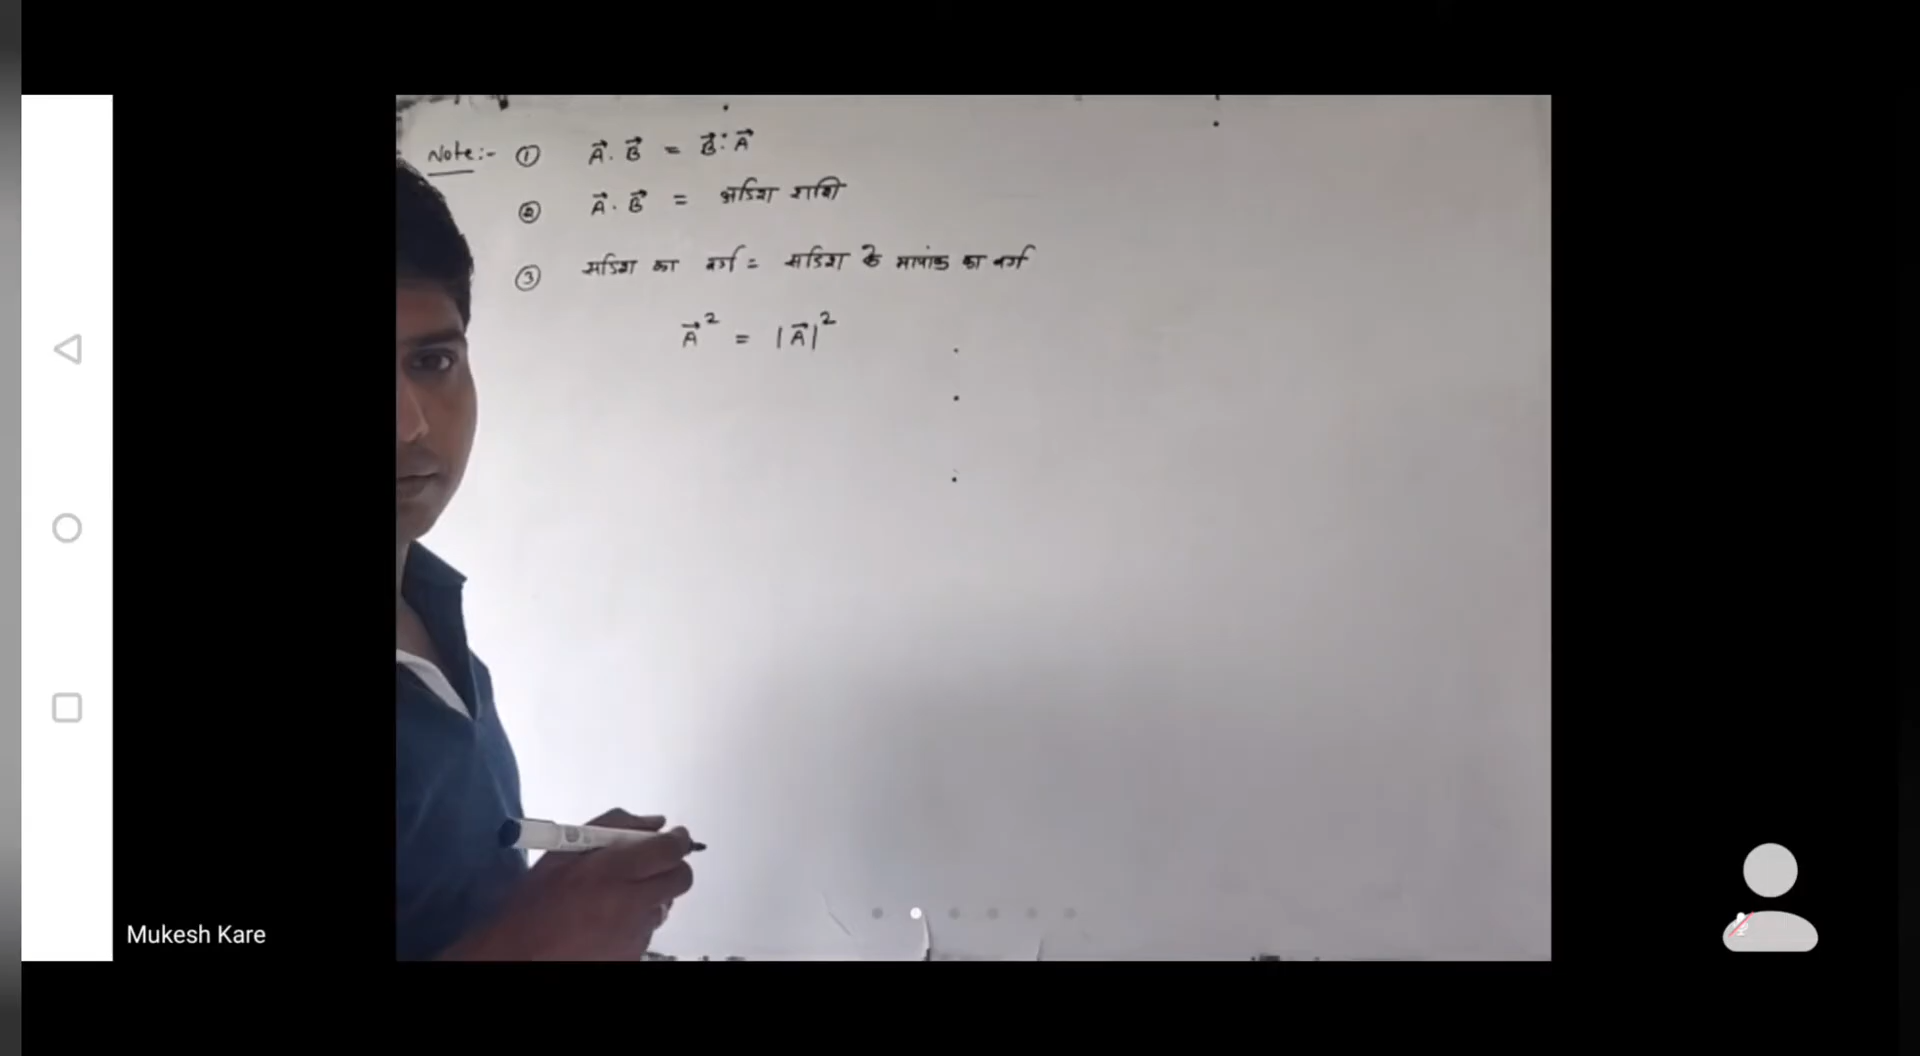 Note:- ① A⃗ . B⃗ = B⃗ . A⃗
② A⃗ . B⃗ = अदिश राशि
③ सदिश का वर्ग = सदिश के मापांक का वर्ग
A⃗² = |A⃗|²
Mukesh Kare